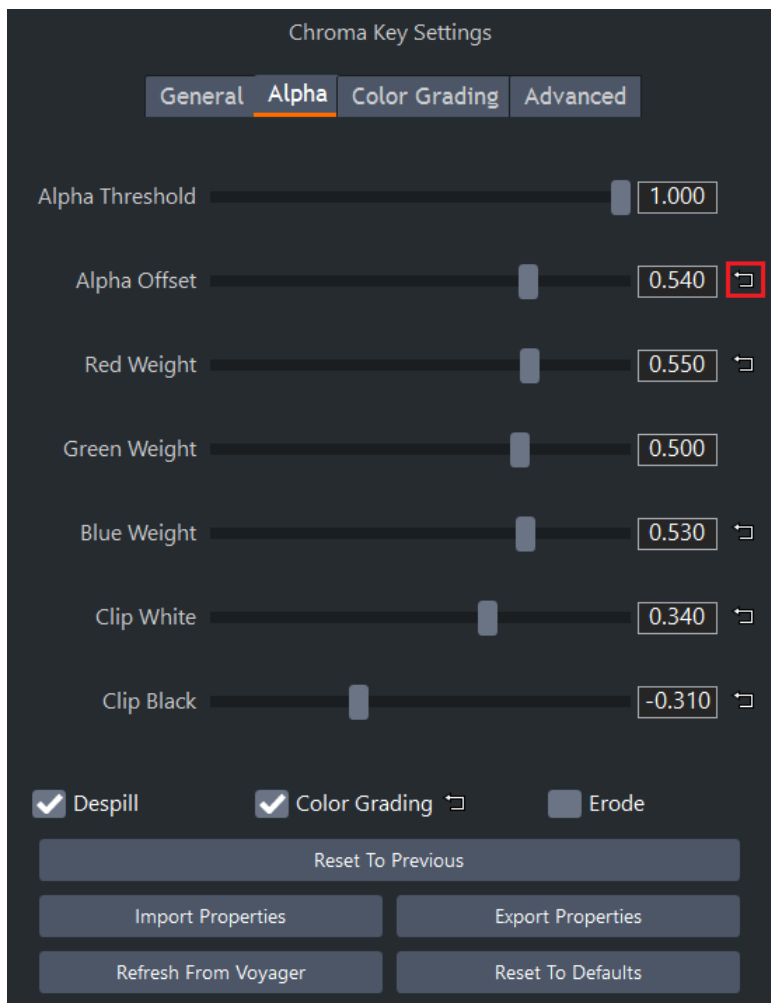 Chroma Key Settings
General Alpha Color Grading Advanced
Alpha Threshold 1.000
Alpha Offset 0.540
Red Weight 0.550
Green Weight 0.500
Blue Weight 0.530
Clip White 0.340
Clip Black -0.310
Despill Color Grading Erode
Reset To Previous
Import Properties Export Properties
Refresh From Voyager Reset To Defaults